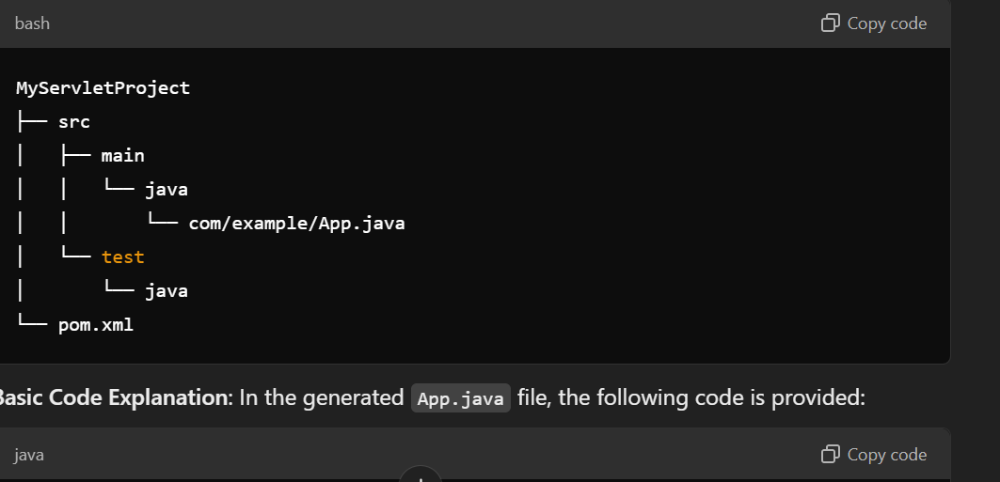 bash
Copy code
MyServletProject
├── src
│   ├── main
│   │   └── java
│   │       └── com/example/App.java
│   └── test
│       └── java
└── pom.xml
Basic Code Explanation: In the generated App.java file, the following code is provided:
java
Copy code